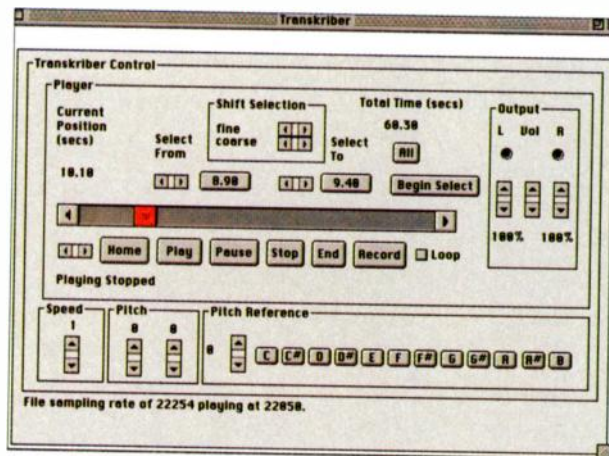 Transkriber
Transkriber Control
Player
Current
Position
(secs)
10.10
Shift Selection
fine
coarse
Total Time (secs)
60.30
All
Select
From
8.90
Select
To
9.40
Begin Select
Output
L Vol R
100% 100%
Home Play Pause Stop End Record Loop
Playing Stopped
Speed
1
Pitch
0 0
Pitch Reference
0
C C# D D# E F F# G G# A A# B
File sampling rate of 22254 playing at 22050.